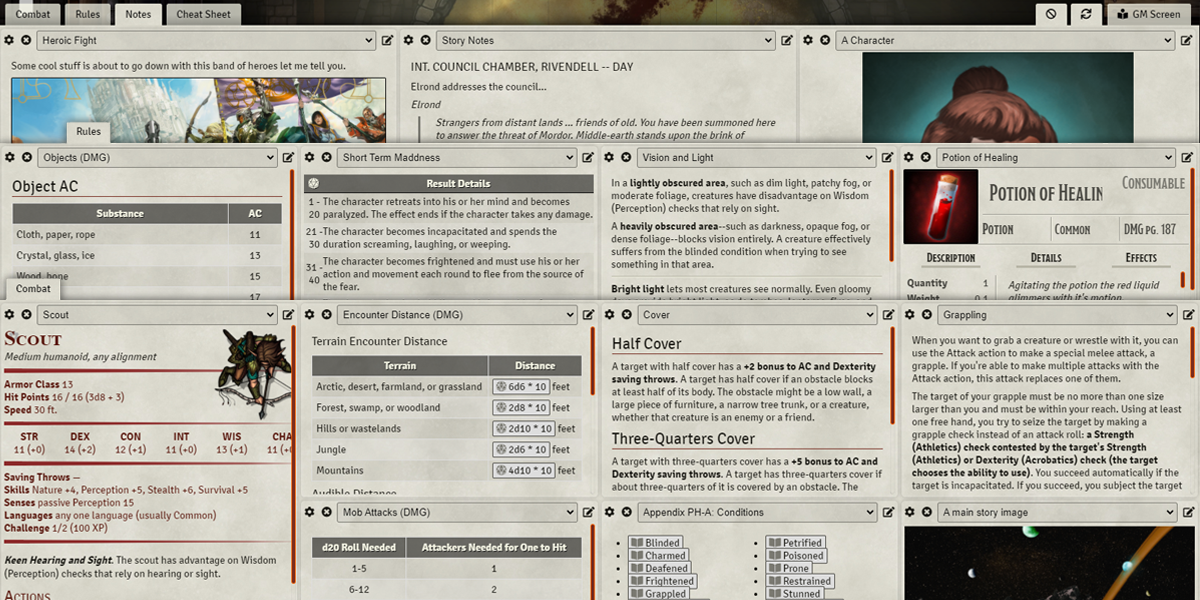 Combat Rules Notes Cheat Sheet GM Screen
Heroic Fight
Some cool stuff is about to go down with this band of heroes let me tell you.
Story Notes
INT. COUNCIL CHAMBER, RIVENDELL -- DAY
Elrond addresses the council...
Elrond
Strangers from distant lands ... friends of old. You have been summoned here
to answer the threat of Mordor. Middle-earth stands upon the brink of
A Character
Rules
Objects (DMG)
Object AC
Substance AC
Cloth, paper, rope 11
Crystal, glass, ice 13
Wood, bone 15
17
Short Term Maddness
Result Details
1 - The character retreats into his or her mind and becomes
20 paralyzed. The effect ends if the character takes any damage.
21 - The character becomes incapacitated and spends the
30 duration screaming, laughing, or weeping.
31 - The character becomes frightened and must use his or her
40 action and movement each round to flee from the source of
the fear.
Vision and Light
In a lightly obscured area, such as dim light, patchy fog, or
moderate foliage, creatures have disadvantage on Wisdom
(Perception) checks that rely on sight.
A heavily obscured area--such as darkness, opaque fog, or
dense foliage--blocks vision entirely. A creature effectively
suffers from the blinded condition when trying to see
something in that area.
Bright light lets most creatures see normally. Even gloomy
Potion of Healing
Potion of Healin
Consumable
Potion Common DMG pg. 187
Description Details Effects
Quantity 1
Weight 0.1
Agitating the potion the red liquid
glimmers with it's motion
Combat
Scout
Scout
Medium humanoid, any alignment
Armor Class 13
Hit Points 16 / 16 (3d8 + 3)
Speed 30 ft.
STR DEX CON INT WIS CHA
11 (+0) 14 (+2) 12 (+1) 11 (+0) 13 (+1) 11 (+0
Saving Throws —
Skills Nature +4, Perception +5, Stealth +6, Survival +5
Senses passive Perception 15
Languages any one language (usually Common)
Challenge 1/2 (100 XP)
Keen Hearing and Sight. The scout has advantage on Wisdom
(Perception) checks that rely on hearing or sight.
Actions
Encounter Distance (DMG)
Terrain Encounter Distance
Terrain Distance
Arctic, desert, farmland, or grassland 6d6 * 10 feet
Forest, swamp, or woodland 2d8 * 10 feet
Hills or wastelands 2d10 * 10 feet
Jungle 2d6 * 10 feet
Mountains 4d10 * 10 feet
Audible Distance
Mob Attacks (DMG)
d20 Roll Needed Attackers Needed for One to Hit
1-5 1
6-12 2
Cover
Half Cover
A target with half cover has a +2 bonus to AC and Dexterity
saving throws. A target has half cover if an obstacle blocks
at least half of its body. The obstacle might be a low wall, a
large piece of furniture, a narrow tree trunk, or a creature,
whether that creature is an enemy or a friend.
Three-Quarters Cover
A target with three-quarters cover has a +5 bonus to AC and
Dexterity saving throws. A target has three-quarters cover if
about three-quarters of it is covered by an obstacle. The
Appendix PH-A: Conditions
Blinded
Charmed
Deafened
Frightened
Grappled
Petrified
Poisoned
Prone
Restrained
Stunned
Grappling
When you want to grab a creature or wrestle with it, you can
use the Attack action to make a special melee attack, a
grapple. If you're able to make multiple attacks with the
Attack action, this attack replaces one of them.
The target of your grapple must be no more than one size
larger than you and must be within your reach. Using at least
one free hand, you try to seize the target by making a
grapple check instead of an attack roll: a Strength
(Athletics) check contested by the target's Strength
(Athletics) or Dexterity (Acrobatics) check (the target
chooses the ability to use). You succeed automatically if the
target is incapacitated. If you succeed, you subject the target
A main story image